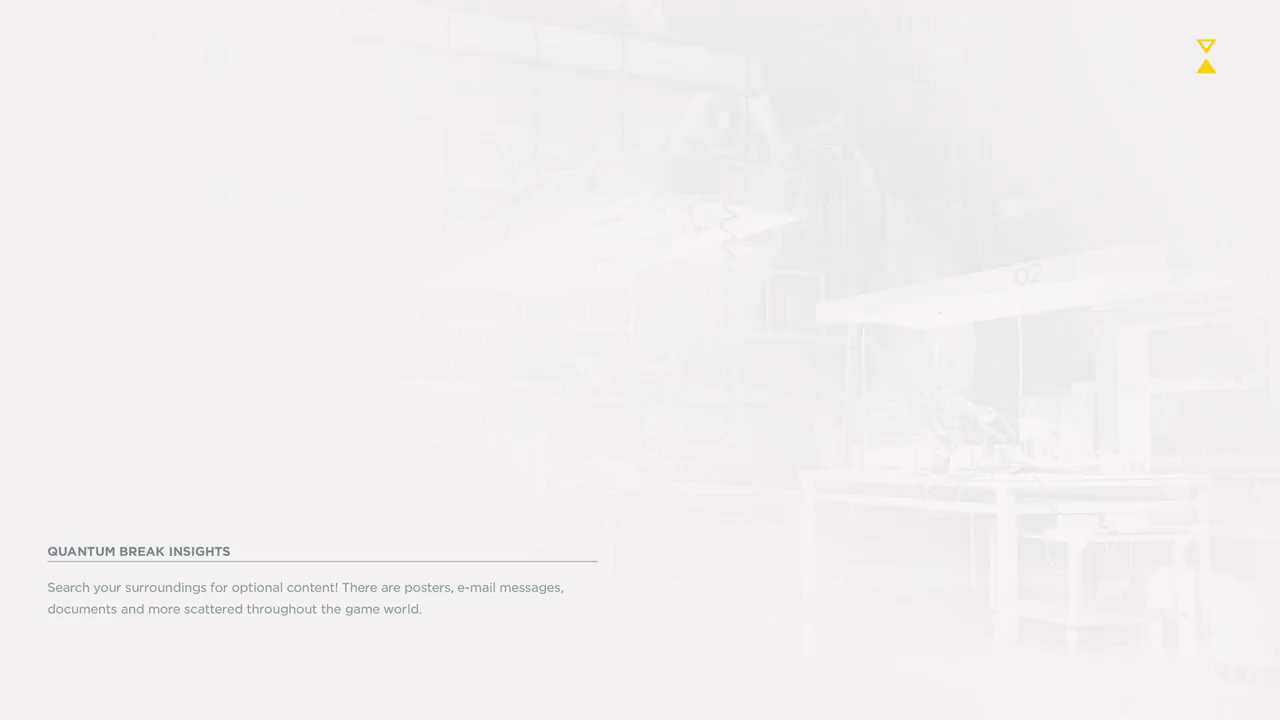 02
QUANTUM BREAK INSIGHTS
Search your surroundings for optional content! There are posters, e-mail messages,
documents and more scattered throughout the game world.